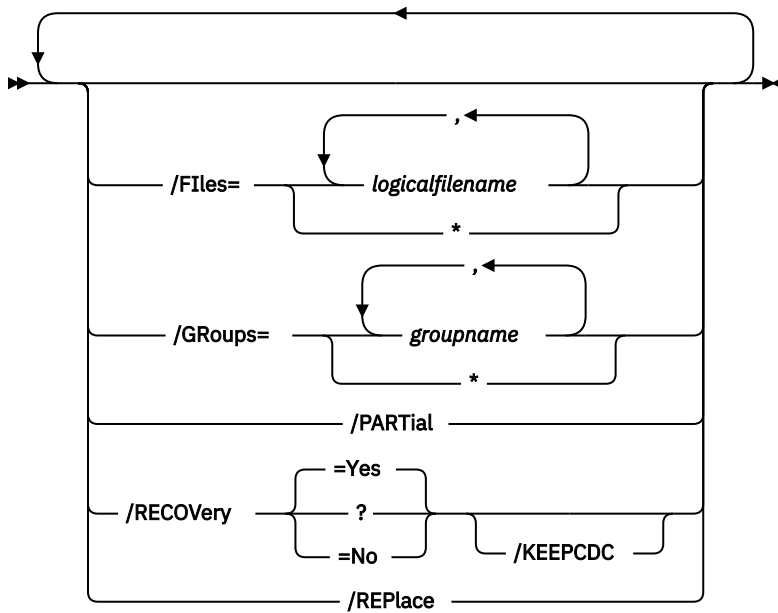 ,
/FIles= logicalfilename
*
,
/GRoups= groupname
*
/PARTial
=Yes
/RECOVery ?
=No /KEEPCDC
/REPlace